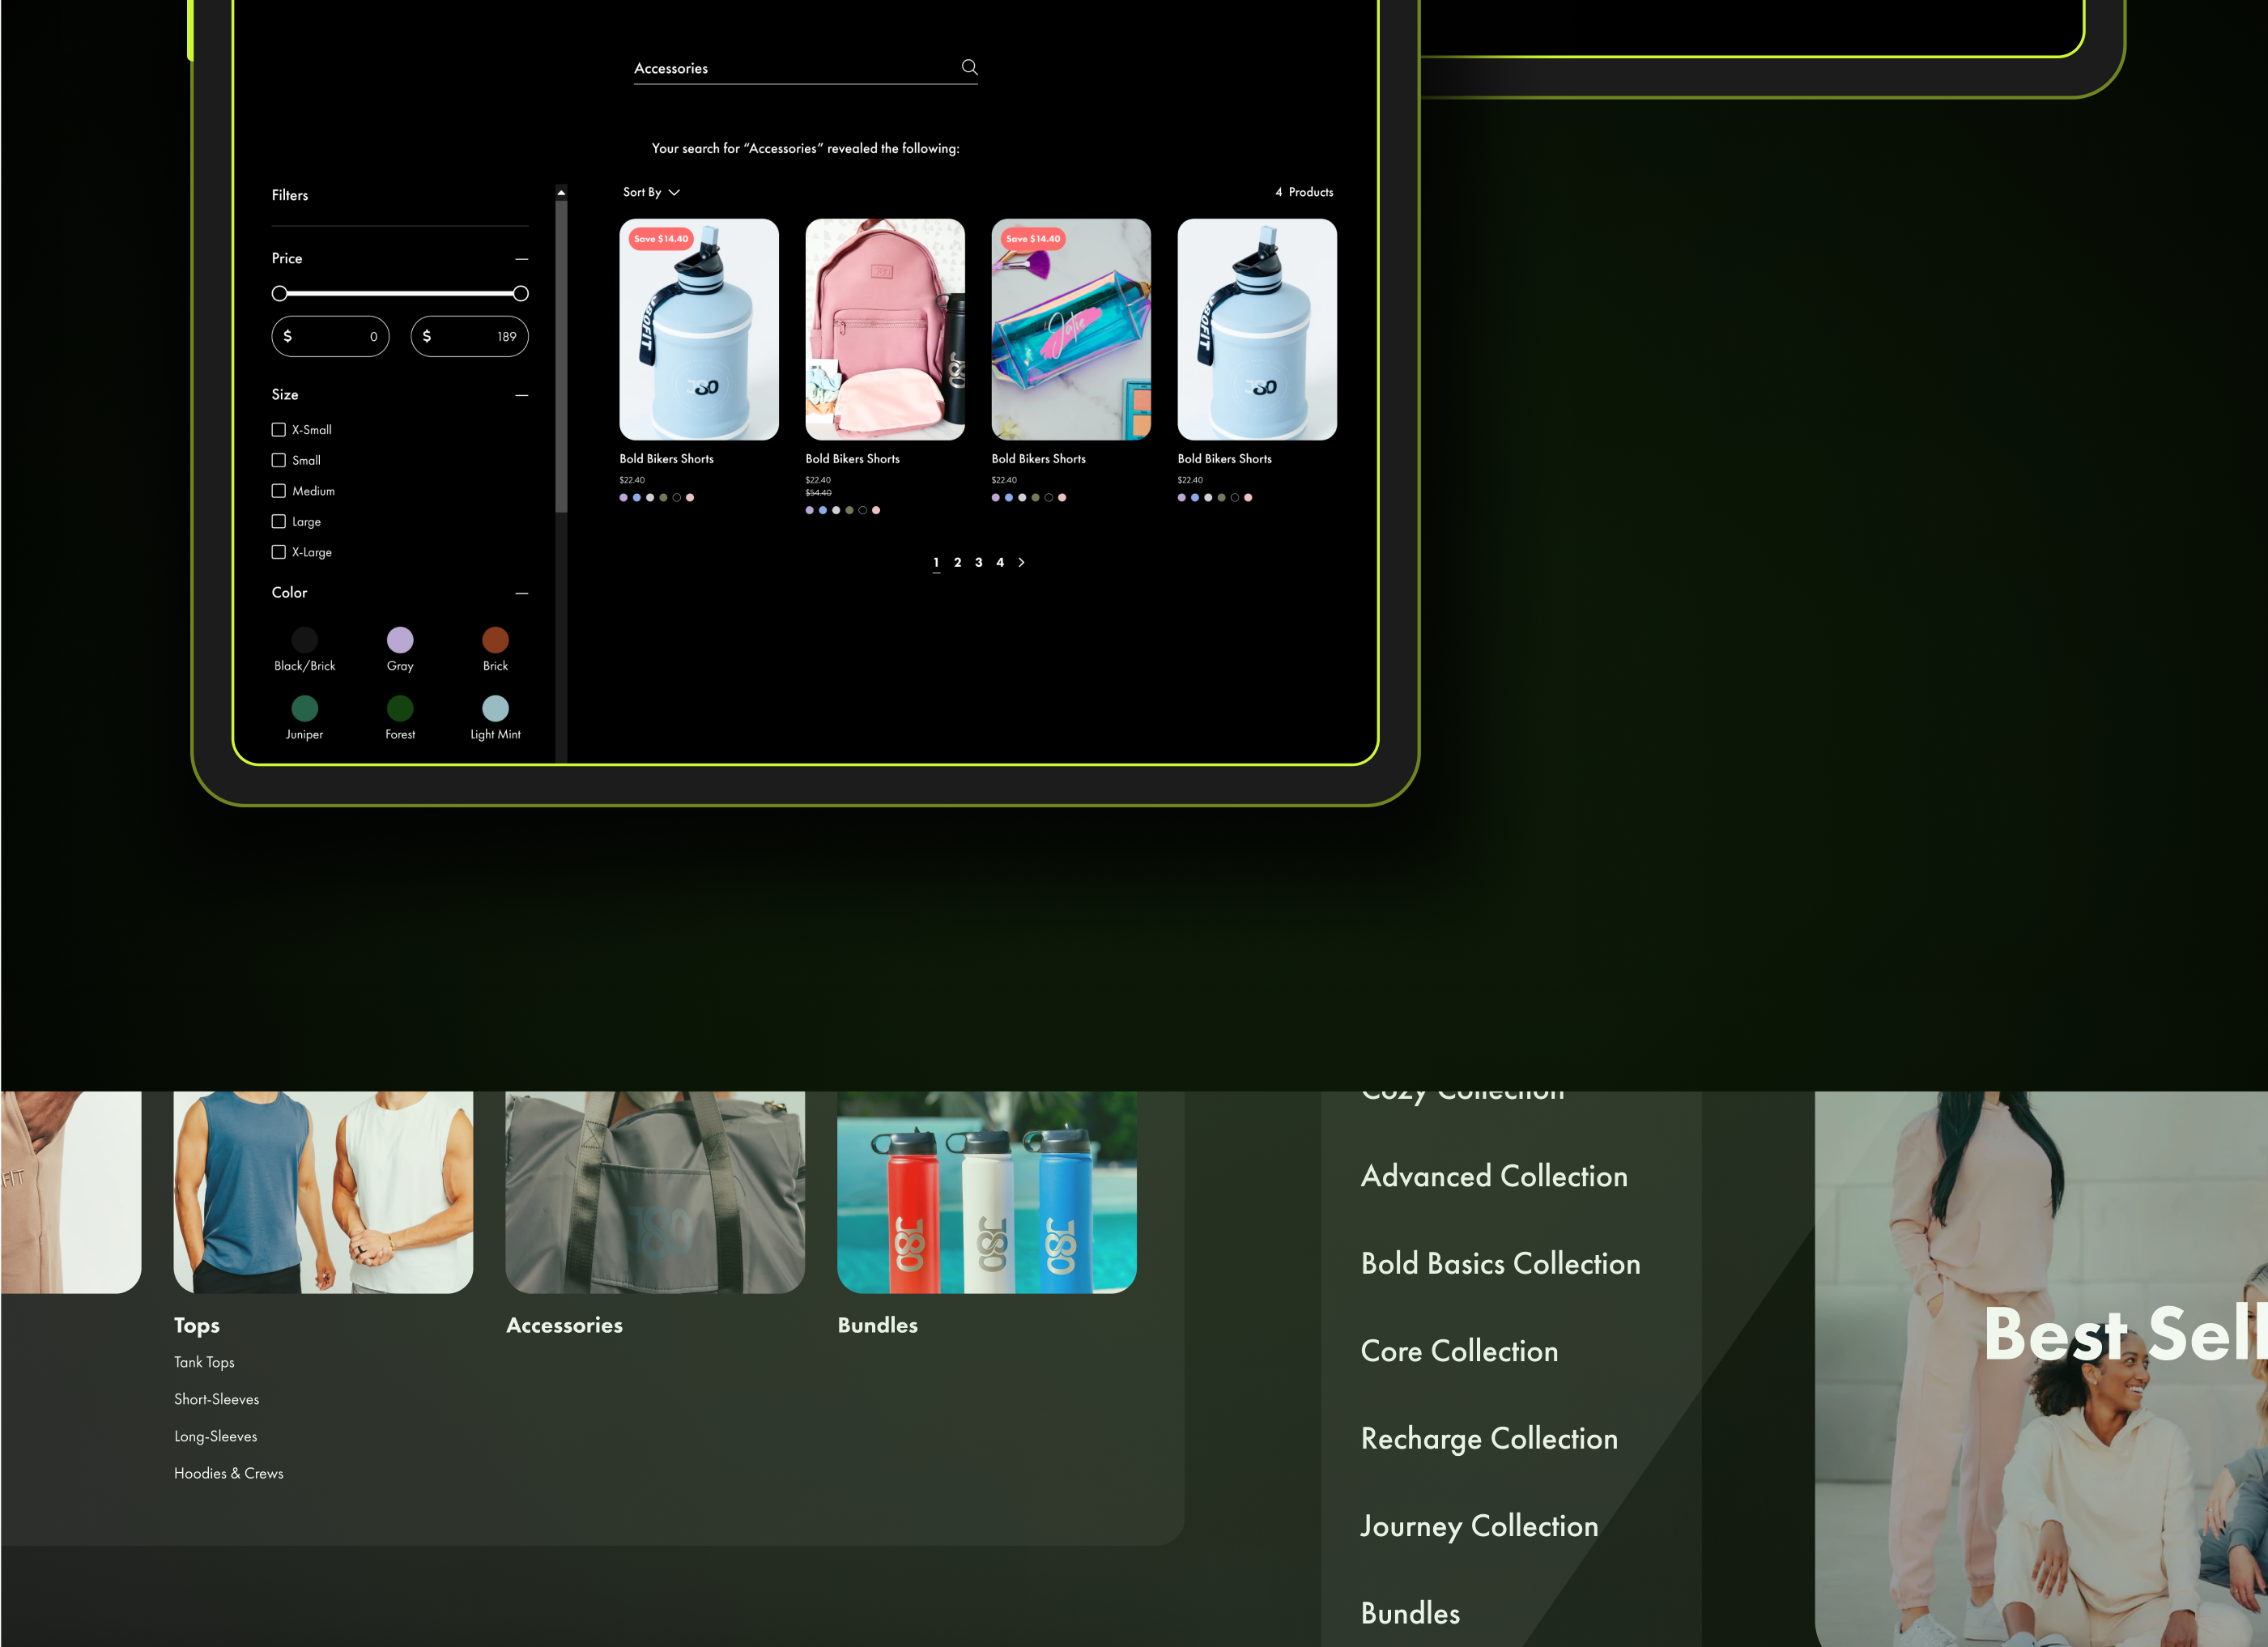 Accessories
Your search for “Accessories” revealed the following:
Filters
Sort By
4 Products
Price
$ 0
$ 189
Size
X-Small
Small
Medium
Large
X-Large
Color
Black/Brick
Gray
Brick
Juniper
Forest
Light Mint
Save $14.40
Save $14.40
Bold Bikers Shorts
$22.40
Bold Bikers Shorts
$22.40
$54.40
Bold Bikers Shorts
$22.40
Bold Bikers Shorts
$22.40
1 2 3 4
Julie
Tops
Tank Tops
Short-Sleeves
Long-Sleeves
Hoodies & Crews
Accessories
Bundles
Cozy Collection
Advanced Collection
Bold Basics Collection
Core Collection
Recharge Collection
Journey Collection
Bundles
Best Sell